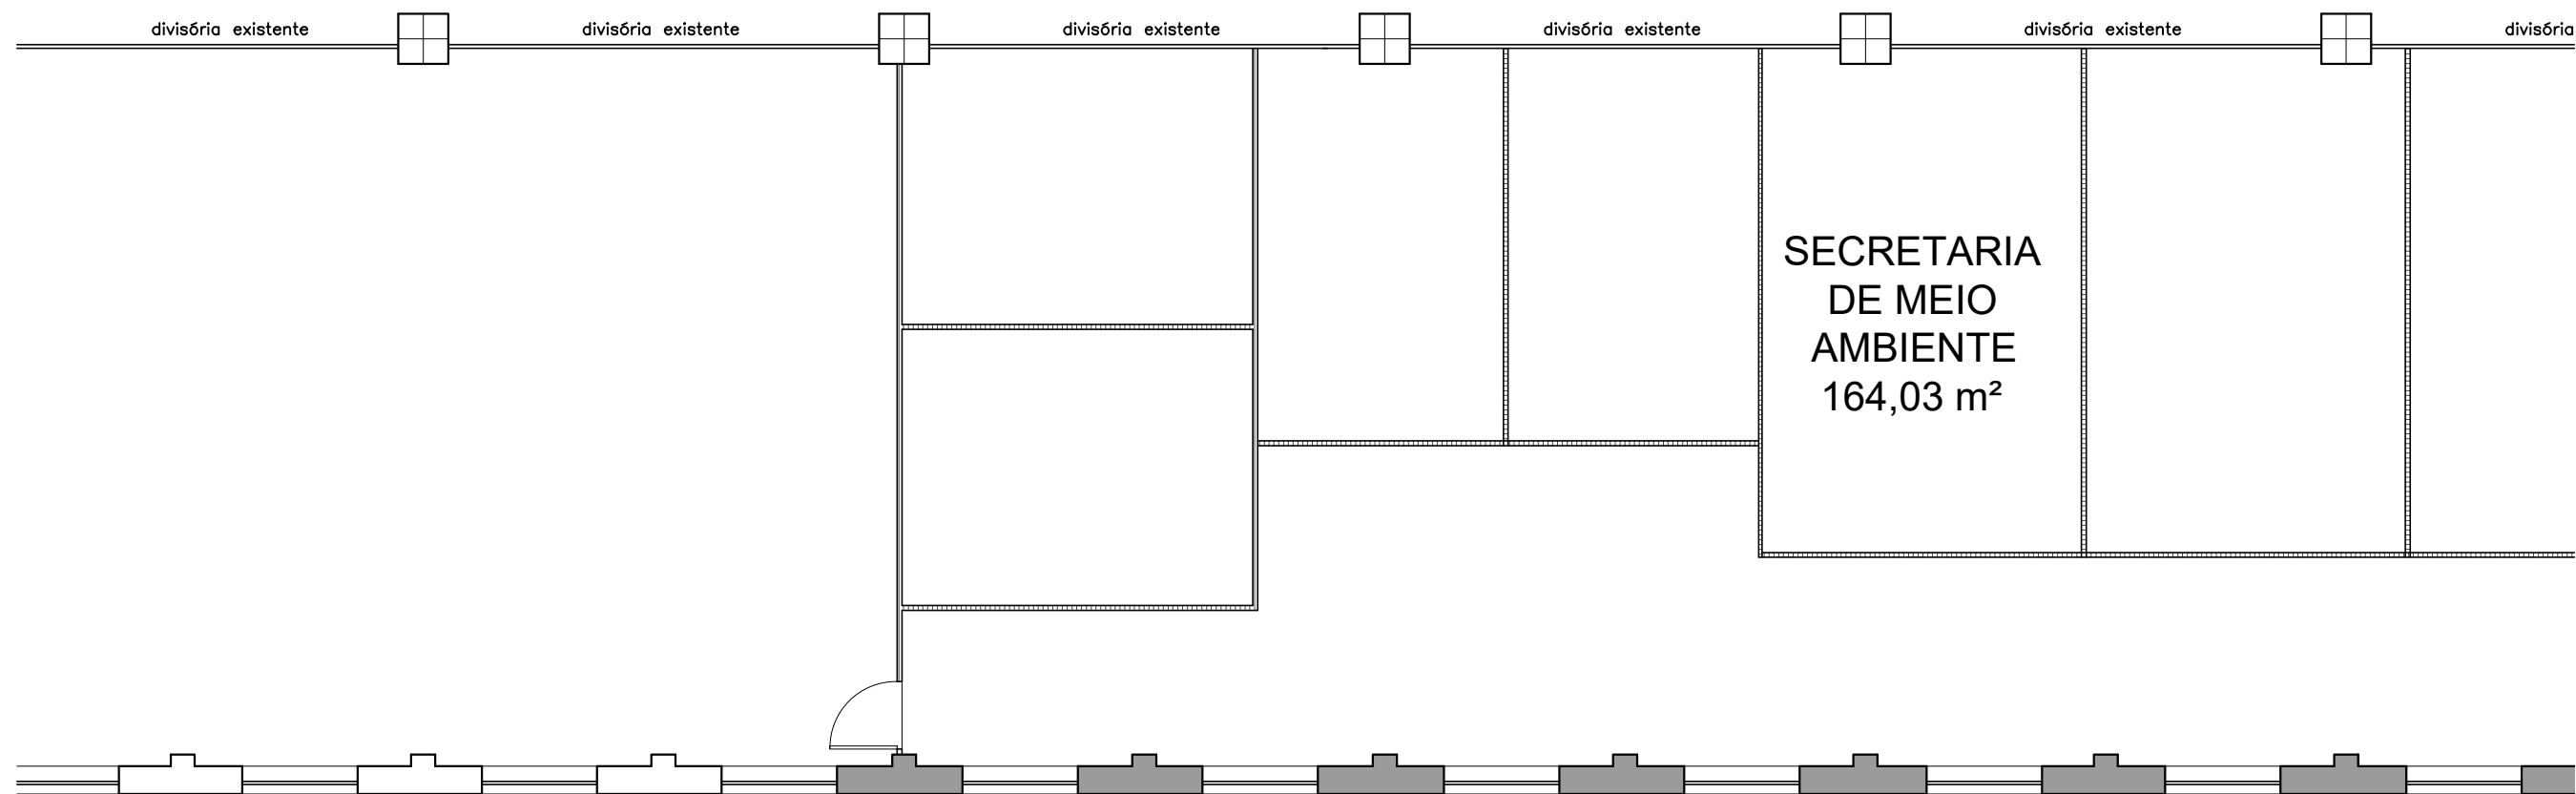 divisória existente
divisória existente
divisória existente
divisória existente
divisória existente
divisória
SECRETARIA
DE MEIO
AMBIENTE
164,03 m²